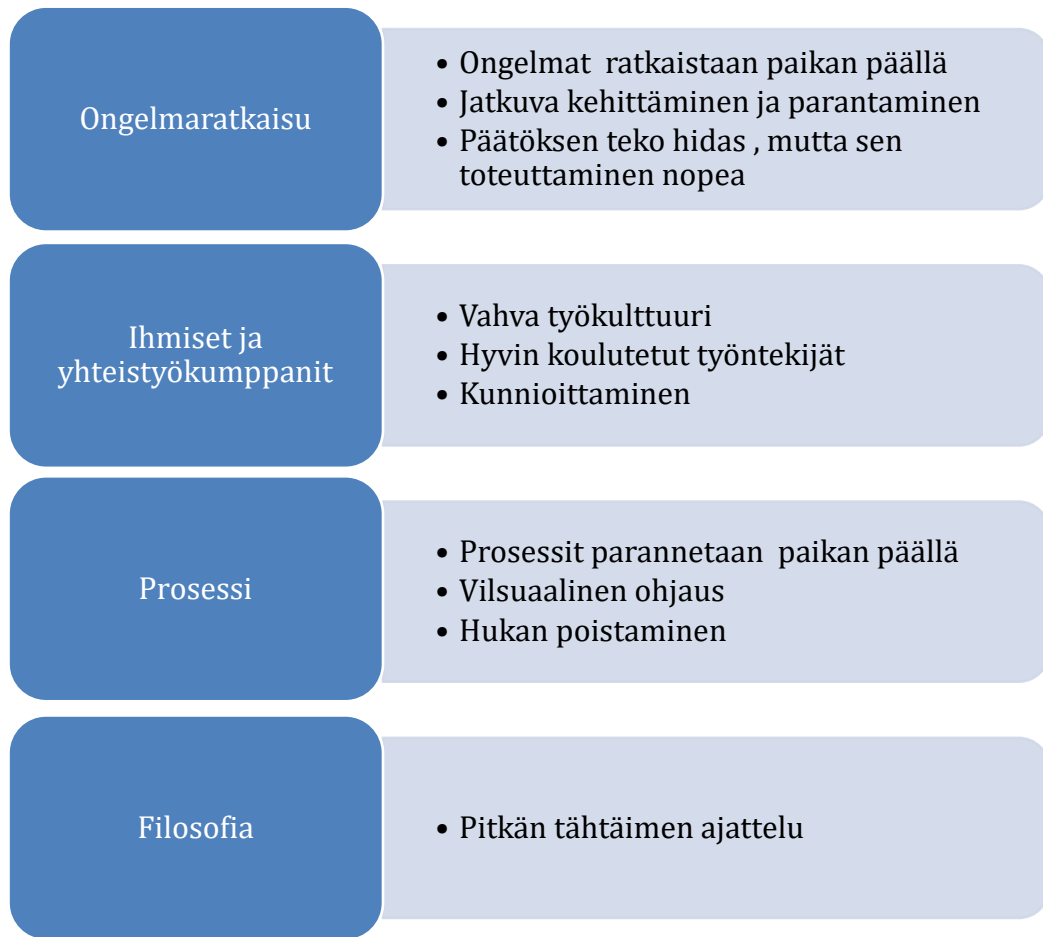 Ongelmaratkaisu
• Ongelmat  ratkaistaan paikan päällä
• Jatkuva kehittäminen ja parantaminen
• Päätöksen teko hidas , mutta sen
toteuttaminen nopea
Ihmiset ja
yhteistyökumppanit
• Vahva työkulttuuri
• Hyvin koulutetut työntekijät
• Kunnioittaminen
Prosessi
• Prosessit parannetaan  paikan päällä
• Vilsuaalinen ohjaus
• Hukan poistaminen
Filosofia
• Pitkän tähtäimen ajattelu